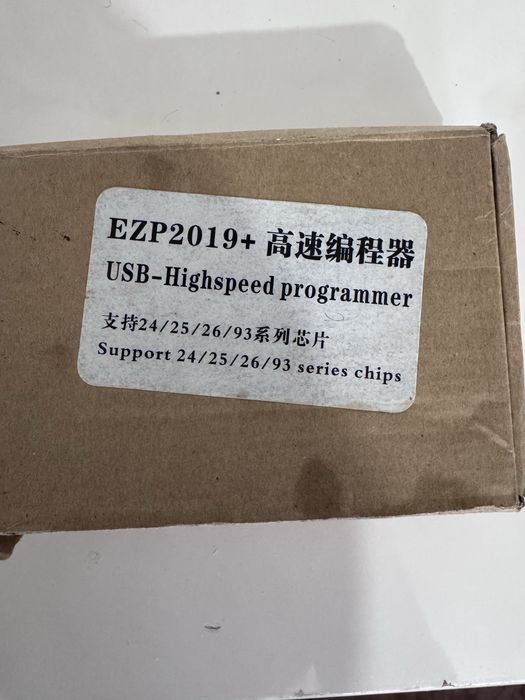 EZP2019+ 高速编程器
USB-Highspeed programmer
支持24/25/26/93系列芯片
Support 24/25/26/93 series chips